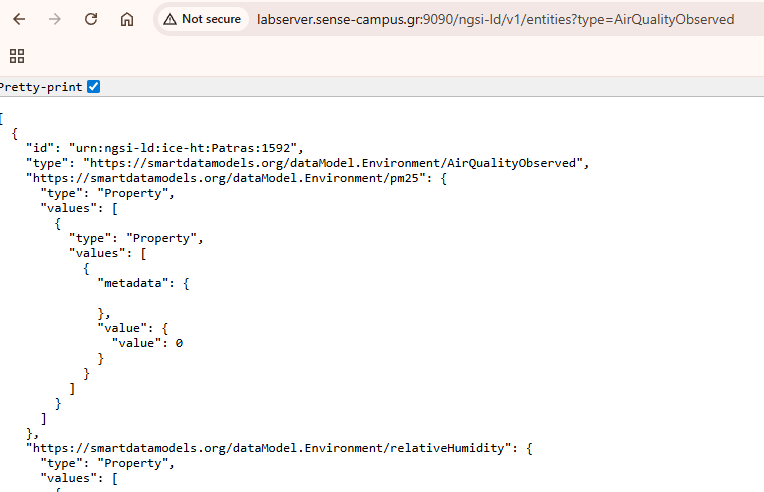 Not secure labserver.sense-campus.gr:9090/ngsi-ld/v1/entities?type=AirQualityObserved
Pretty-print
[
{
"id": "urn:ngsi-ld:ice-ht:Patras:1592",
"type": "https://smartdatamodels.org/dataModel.Environment/AirQualityObserved",
"https://smartdatamodels.org/dataModel.Environment/pm25": {
"type": "Property",
"values": [
{
"type": "Property",
"values": [
{
"metadata": {
},
"value": {
"value": 0
}
}
]
}
]
},
"https://smartdatamodels.org/dataModel.Environment/relativeHumidity": {
"type": "Property",
"values": [